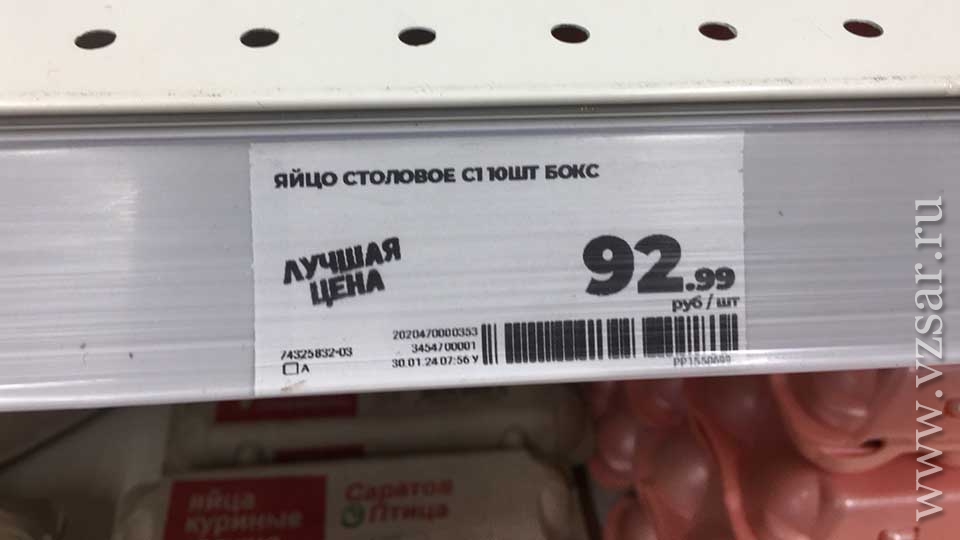 ЯЙЦО СТОЛОВОЕ С1 10ШТ БОКС
ЛУЧШАЯ
ЦЕНА
92.99
руб / шт
2020470000353
74325832-03
3454700001
А
30.01.24 07:56 У
яйца
куриные
Саратов
Птица
www.vzsar.ru